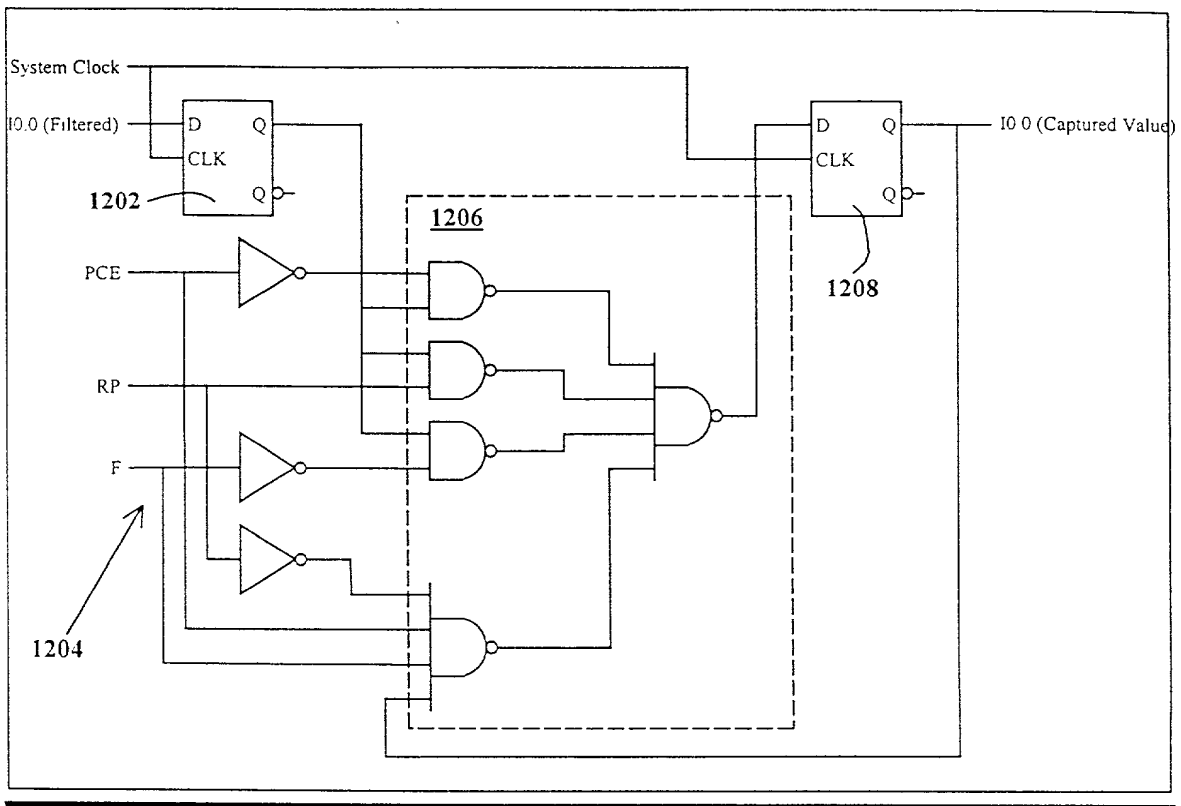 System Clock
I0.0 (Filtered)
D Q
CLK
Q
1202
D Q
CLK
Q
I0 0 (Captured Value)
1208
1206
PCE
RP
F
1204